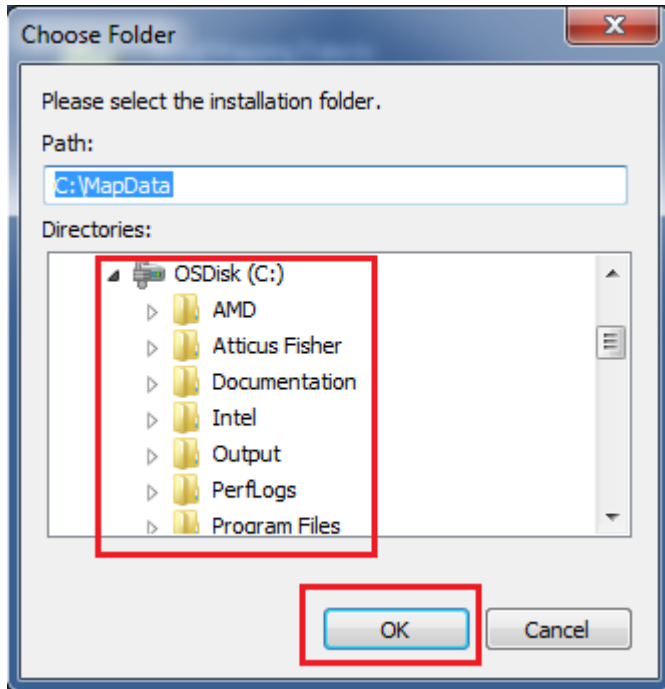 Choose Folder
Please select the installation folder.
Path:
C:\MapData
Directories:
OSDisk (C:)
AMD
Atticus Fisher
Documentation
Intel
Output
PerfLogs
Program Files
OK Cancel